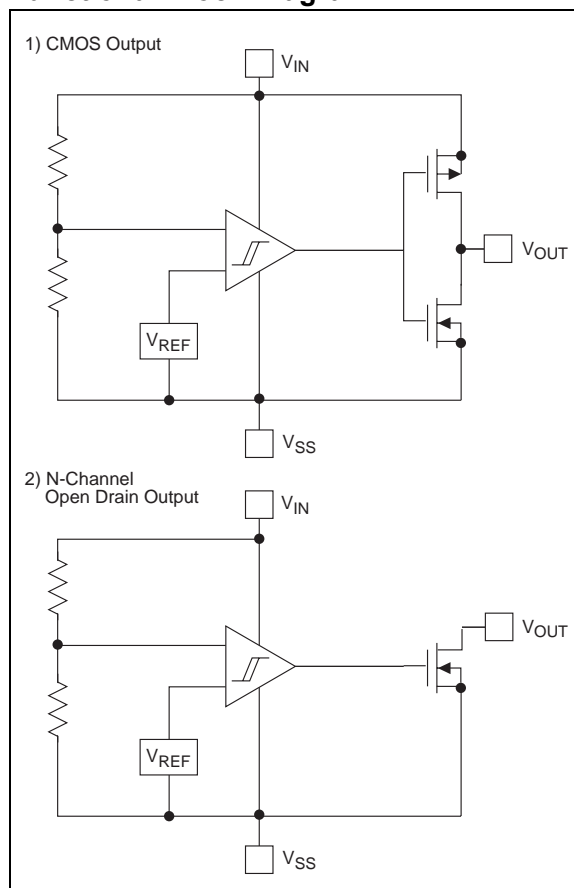 1) CMOS Output
VIN
VOUT
VREF
VSS
2) N-Channel
Open Drain Output
VIN
VOUT
VREF
VSS